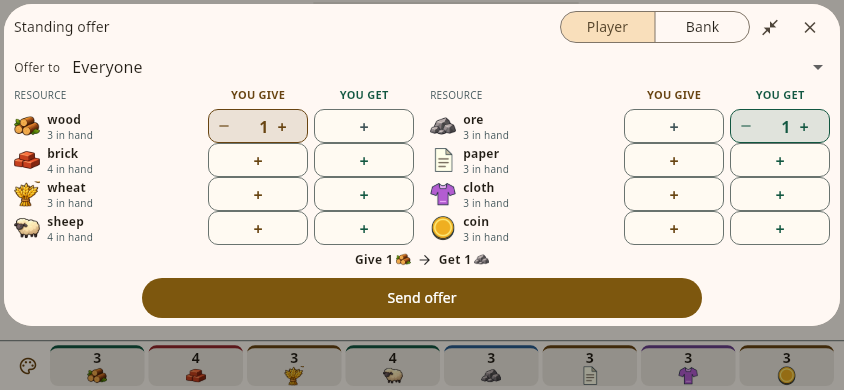 Standing offer
Player
Bank
Offer to Everyone
RESOURCE YOU GIVE YOU GET RESOURCE YOU GIVE YOU GET
wood
3 in hand
− 1 +
+
ore
3 in hand
+
− 1 +
brick
4 in hand
+
+
paper
3 in hand
+
+
wheat
3 in hand
+
+
cloth
3 in hand
+
+
sheep
4 in hand
+
+
coin
3 in hand
+
+
Give 1 → Get 1
Send offer
3 4 3 4 3 3 3 3